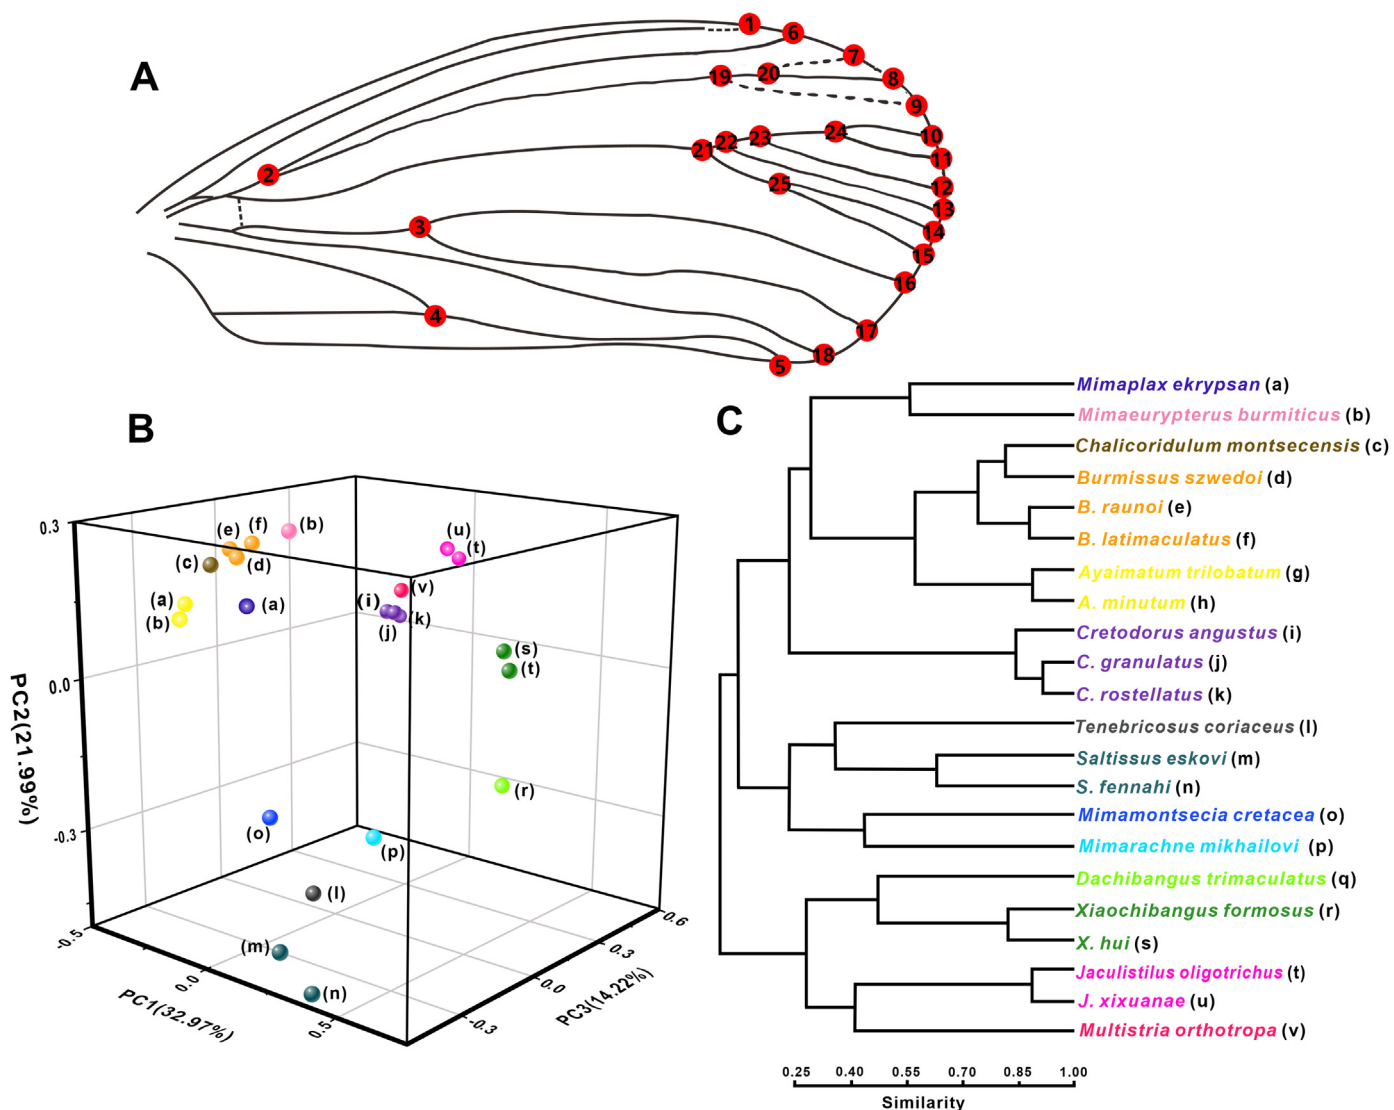 A
1
6
7
8
9
19
20
10
11
12
13
14
15
16
17
18
5
21
22
23
24
25
2
3
4
B
0.3
0.0
-0.3
-0.5
PC2(21.99%)
PC1(32.97%)
0.0
0.5
PC3(14.22%)
-0.3
0.0
0.3
0.6
(e)
(f)
(b)
(c)
(d)
(a)
(b)
(a)
(u)
(t)
(v)
(i)
(j)
(k)
(s)
(t)
(r)
(o)
(p)
(l)
(m)
(n)
C
Mimaplax ekrypsan (a)
Mimaeurypterus burmiticus (b)
Chalicoridulum montsecensis (c)
Burmissus szwedoi (d)
B. raunoi (e)
B. latimaculatus (f)
Ayaimatum trilobatum (g)
A. minutum (h)
Cretodorus angustus (i)
C. granulatus (j)
C. rostellatus (k)
Tenebricosus coriaceus (l)
Saltissus eskovi (m)
S. fennahi (n)
Mimamontsecia cretacea (o)
Mimarachne mikhailovi (p)
Dachibangus trimaculatus (q)
Xiaochibangus formosus (r)
X. hui (s)
Jaculistilus oligotrichus (t)
J. xixuanae (u)
Multistria orthotropa (v)
0.25 0.40 0.55 0.70 0.85 1.00
Similarity